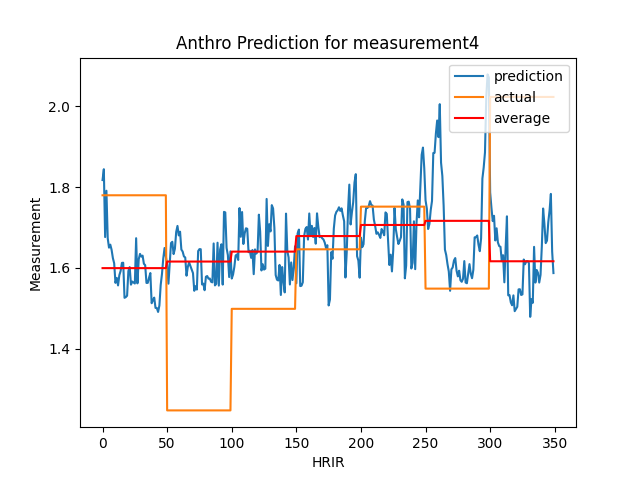 Anthro Prediction for measurement4
prediction
actual
average
Measurement
2.0
1.8
1.6
1.4
0
50
100
150
200
250
300
350
HRIR